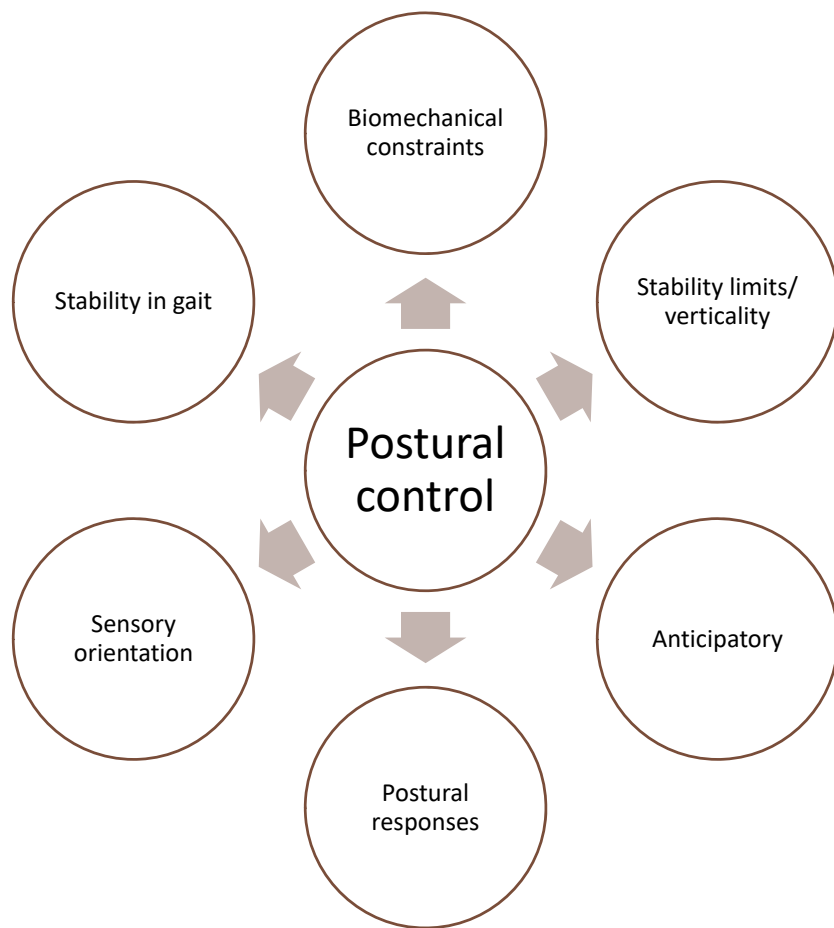 Biomechanical
constraints
Stability in gait
Stability limits/
verticality
Postural
control
Sensory
orientation
Anticipatory
Postural
responses